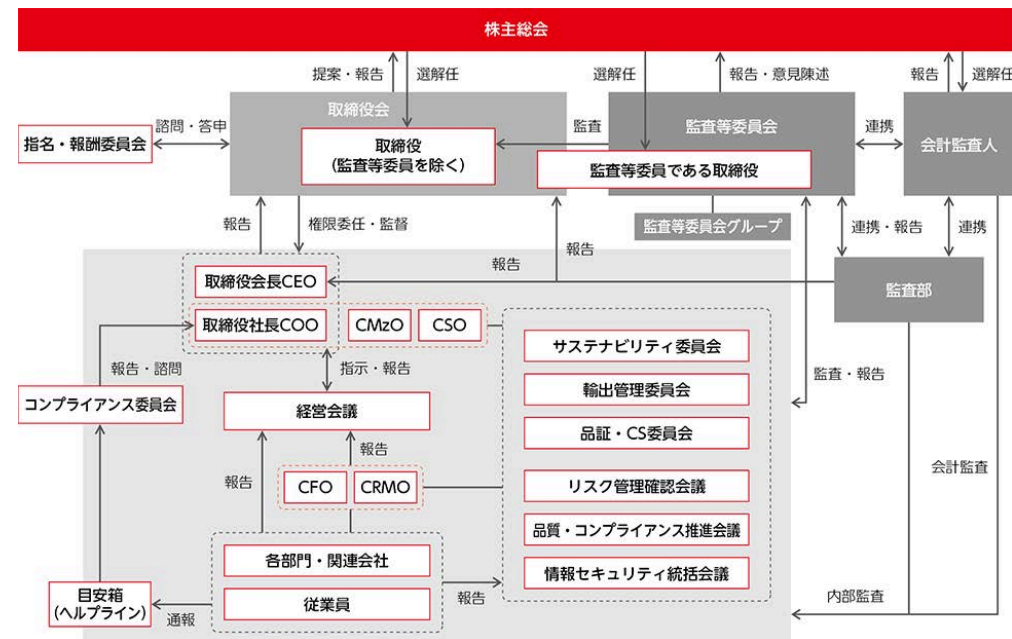 株主総会
提案・報告
選解任
選解任
報告・意見陳述
報告
選解任
取締役会
監査等委員会
会計監査人
指名・報酬委員会
諮問・答申
取締役
(監査等委員を除く)
監査
監査等委員である取締役
連携
監査等委員会グループ
報告
権限委任・監督
報告
報告
連携・報告
連携
監査部
取締役会長CEO
取締役社長COO
CMzO
CSO
サステナビリティ委員会
報告・諮問
指示・報告
輸出管理委員会
監査・報告
コンプライアンス委員会
経営会議
品証・CS委員会
報告
報告
CFO
CRMO
リスク管理確認会議
会計監査
品質・コンプライアンス推進会議
各部門・関連会社
情報セキュリティ統括会議
従業員
報告
目安箱
(ヘルプライン)
通報
内部監査